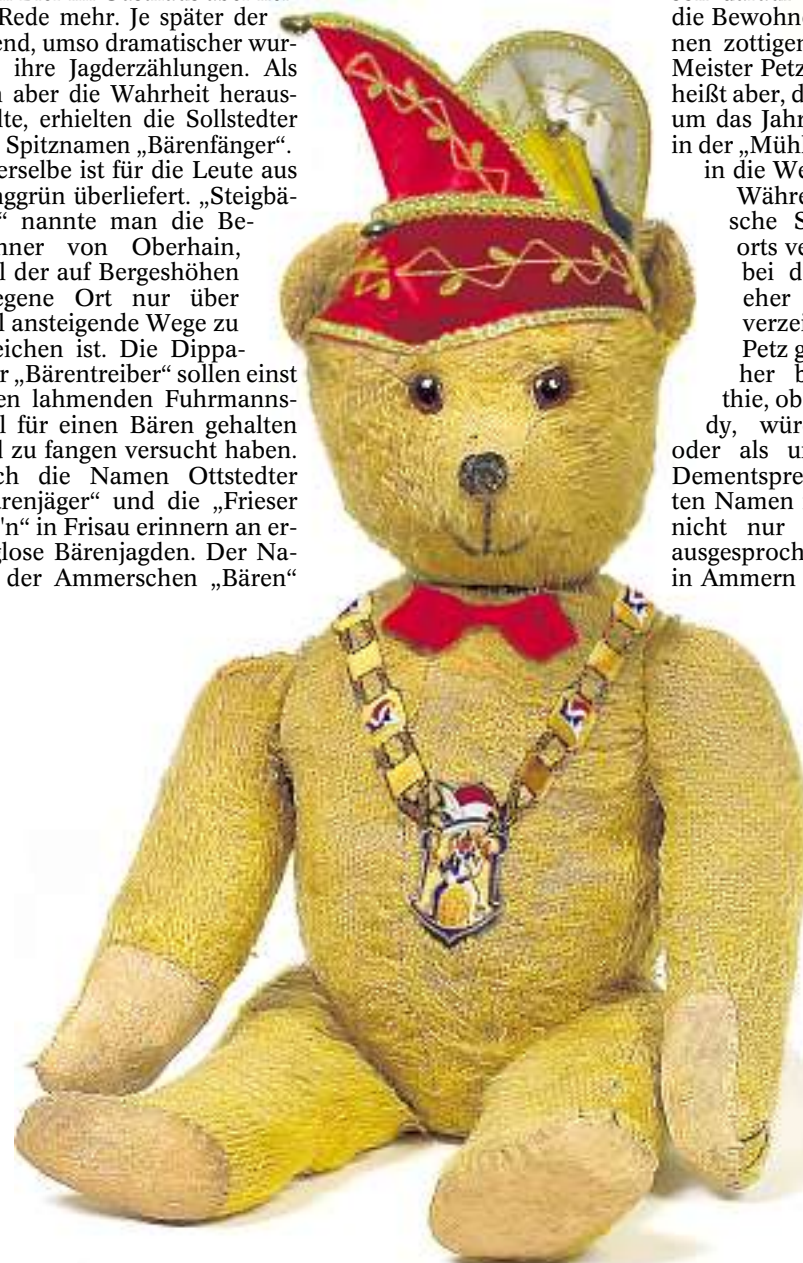 Rede mehr. Je später der
end, umso dramatischer wur-
ihre Jagderzählungen. Als
aber die Wahrheit heraus-
lte, erhielten die Sollstedter
Spitznamen „Bärenfänger“.
erselbe ist für die Leute aus
nggrün überliefert. „Steigbä-
“ nannte man die Be-
hner von Oberhain,
l der auf Bergeshöhen
egene Ort nur über
l ansteigende Wege zu
eichen ist. Die Dippa-
r „Bärentreiber“ sollen einst
en lahmenden Fuhrmanns-
l für einen Bären gehalten
d zu fangen versucht haben.
ch die Namen Ottstedter
ärenjäger“ und die „Frieser
'n“ in Frisau erinnern an er-
glose Bärenjagden. Der Na-
der Ammerschen „Bären“
die Bewohne
nen zottiger
Meister Petz
heißt aber, d
um das Jahr
in der „Mühl
in die We
Währe
sche S
orts ve
bei d
eher
verzei
Petz g
her b
thie, ob
dy, wür
oder als u
Dementspre
ten Namen
nicht nur
ausgesproch
in Ammern